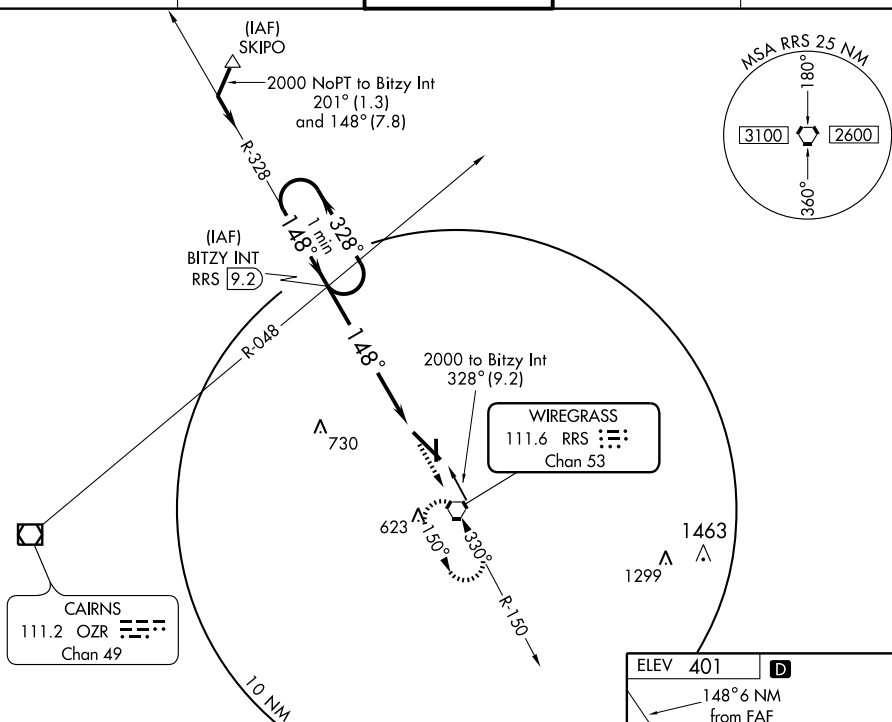 (IAF)
SKIPO
2000 NoPT to Bitzy Int
201° (1.3)
and 148° (7.8)
MSA RRS 25 NM
180°
3100
2600
360°
R-328
328°
1 min
148°
(IAF)
BITZY INT
RRS 9.2
R-048
148°
2000 to Bitzy Int
328° (9.2)
WIREGRASS
111.6 RRS
Chan 53
730
623
150°
330°
1463
1299
R-150
CAIRNS
111.2 OZR
Chan 49
10 NM
ELEV 401 D
148° 6 NM
from FAF